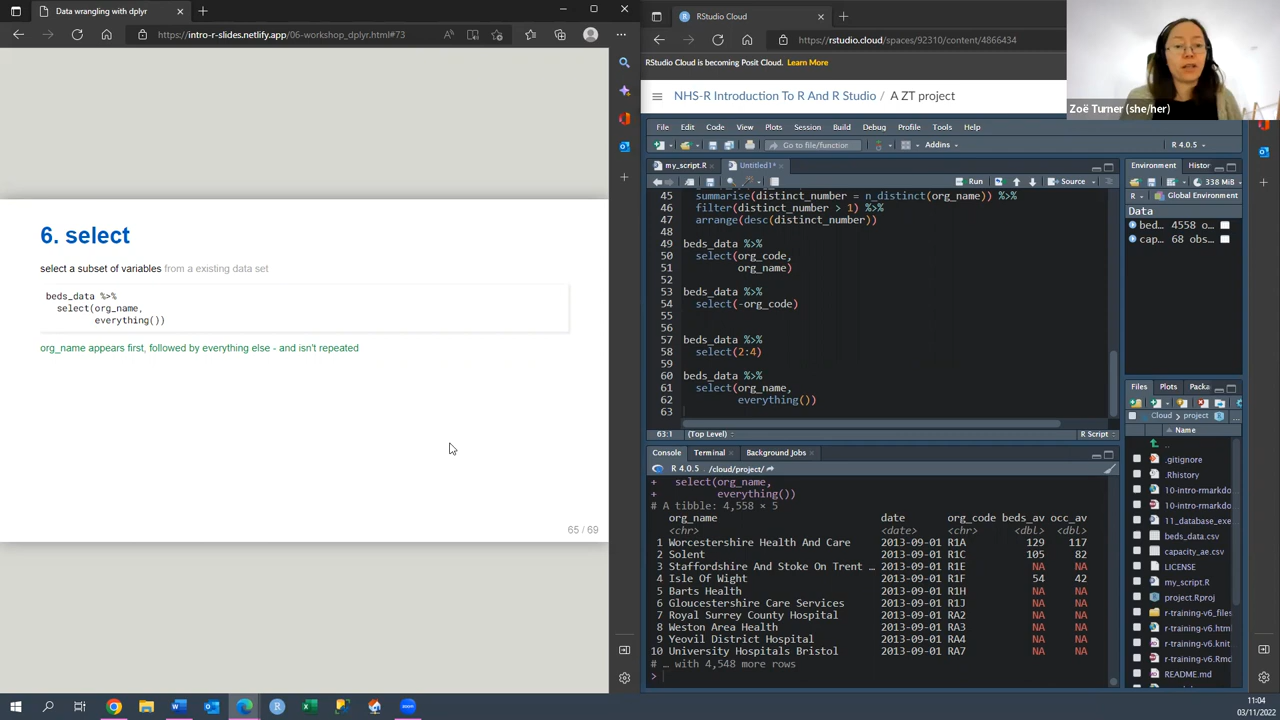 Data wrangling with dplyr
https://intro-r-slides.netlify.app/06-workshop_dplyr.html#73
6. select
select a subset of variables from a existing data set
beds_data %>%
select(org_name,
everything())
org_name appears first, followed by everything else - and isn't repeated
65 / 69
RStudio Cloud
https://rstudio.cloud/spaces/92310/content/4866434
RStudio Cloud is becoming Posit Cloud. Learn More
NHS-R Introduction To R And R Studio / A ZT project
Zoë Turner (she/her)
File Edit Code View Plots Session Build Debug Profile Tools Help
Go to file/function Addins R 4.0.5
my_script.R Untitled1*
Run Source
45 summarise(distinct_number = n_distinct(org_name)) %>%
46 filter(distinct_number > 1) %>%
47 arrange(desc(distinct_number))
48
49 beds_data %>%
50 select(org_code,
51 org_name)
52
53 beds_data %>%
54 select(-org_code)
55
56
57 beds_data %>%
58 select(2:4)
59
60 beds_data %>%
61 select(org_name,
62 everything())
63
63:1 (Top Level) R Script
Console Terminal Background Jobs
R 4.0.5 . /cloud/project/
+ select(org_name,
+ everything())
# A tibble: 4,558 × 5
org_name date org_code beds_av occ_av
<chr> <date> <chr> <dbl> <dbl>
1 Worcestershire Health And Care 2013-09-01 R1A 129 117
2 Solent 2013-09-01 R1C 105 82
3 Staffordshire And Stoke On Trent … 2013-09-01 R1E NA NA
4 Isle Of Wight 2013-09-01 R1F 54 42
5 Barts Health 2013-09-01 R1H NA NA
6 Gloucestershire Care Services 2013-09-01 R1J NA NA
7 Royal Surrey County Hospital 2013-09-01 RA2 NA NA
8 Weston Area Health 2013-09-01 RA3 NA NA
9 Yeovil District Hospital 2013-09-01 RA4 NA NA
10 University Hospitals Bristol 2013-09-01 RA7 NA NA
# … with 4,548 more rows
>
Environment Histor
338 MiB
R Global Environment
Data
bed… 4558 o…
cap… 68 obs…
Files Plots Packa
Cloud project
Name
..
.gitignore
.Rhistory
10-intro-rmarkdo
10-intro-rmarkdo
11_database_exe
beds_data.csv
capacity_ae.csv
LICENSE
my_script.R
project.Rproj
r-training-v6_files
r-training-v6.htm
r-training-v6.knit
r-training-v6.Rmd
README.md
11:04
03/11/2022